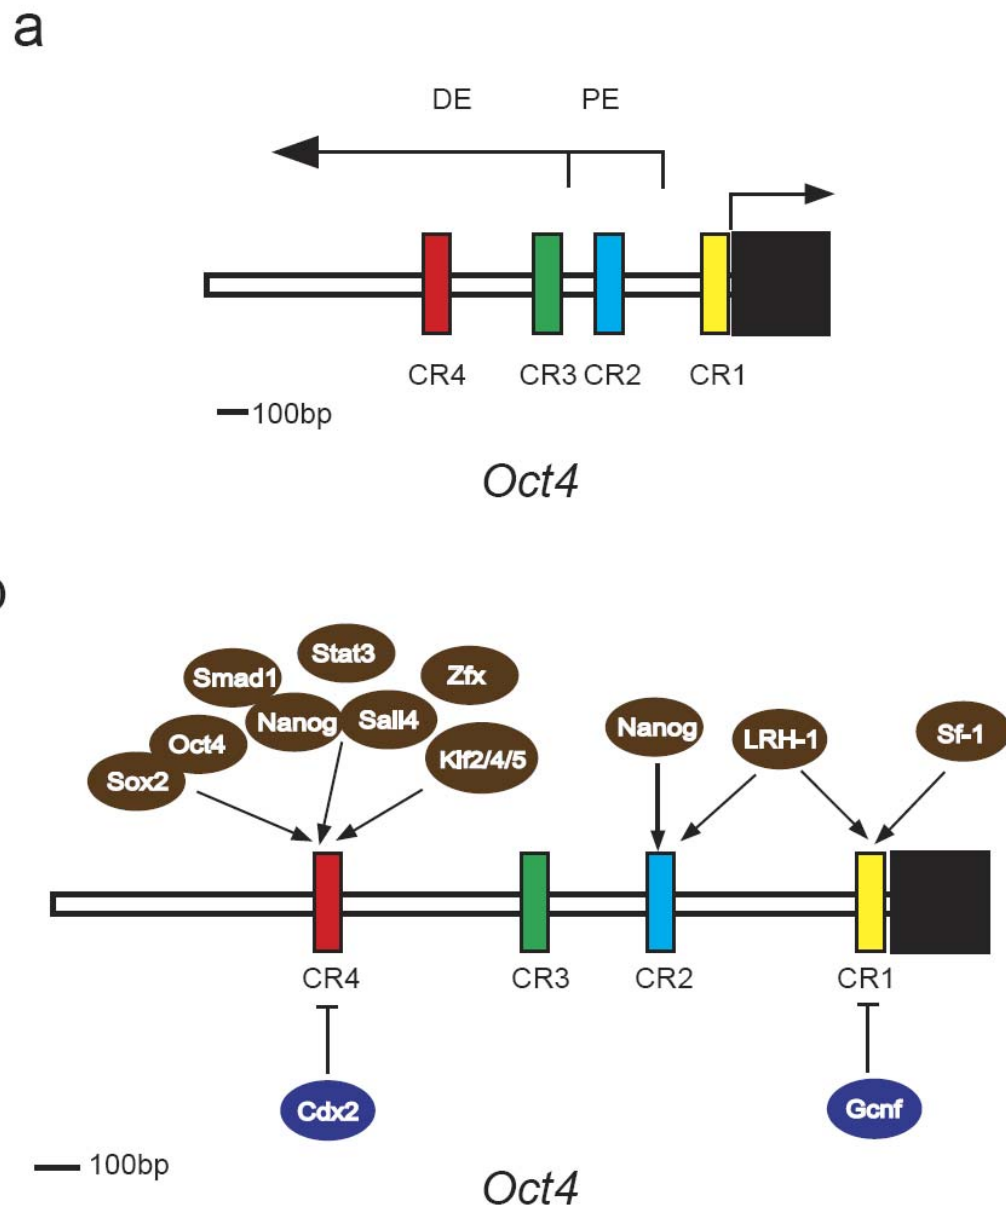 a
DE PE
CR4 CR3 CR2 CR1
100bp
Oct4
Stat3
Smad1 Zfx
Nanog Sall4 Nanog LRH-1 Sf-1
Oct4 Klf2/4/5
Sox2
CR4 CR3 CR2 CR1
Cdx2 Gcnf
100bp
Oct4